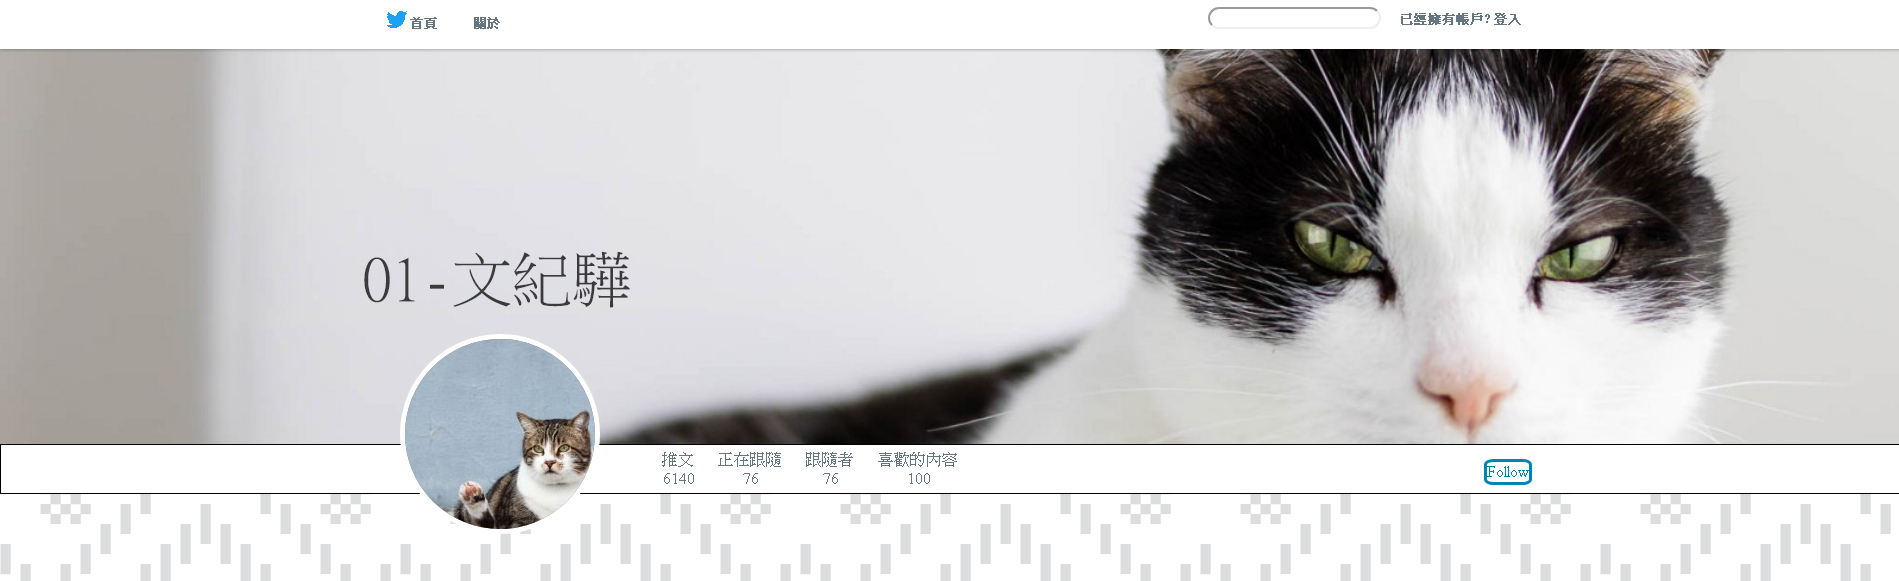 首頁 關於 已經擁有帳戶? 登入
01-文紀驊
推文 正在跟隨 跟隨者 喜歡的內容
6140 76 76 100
Follow